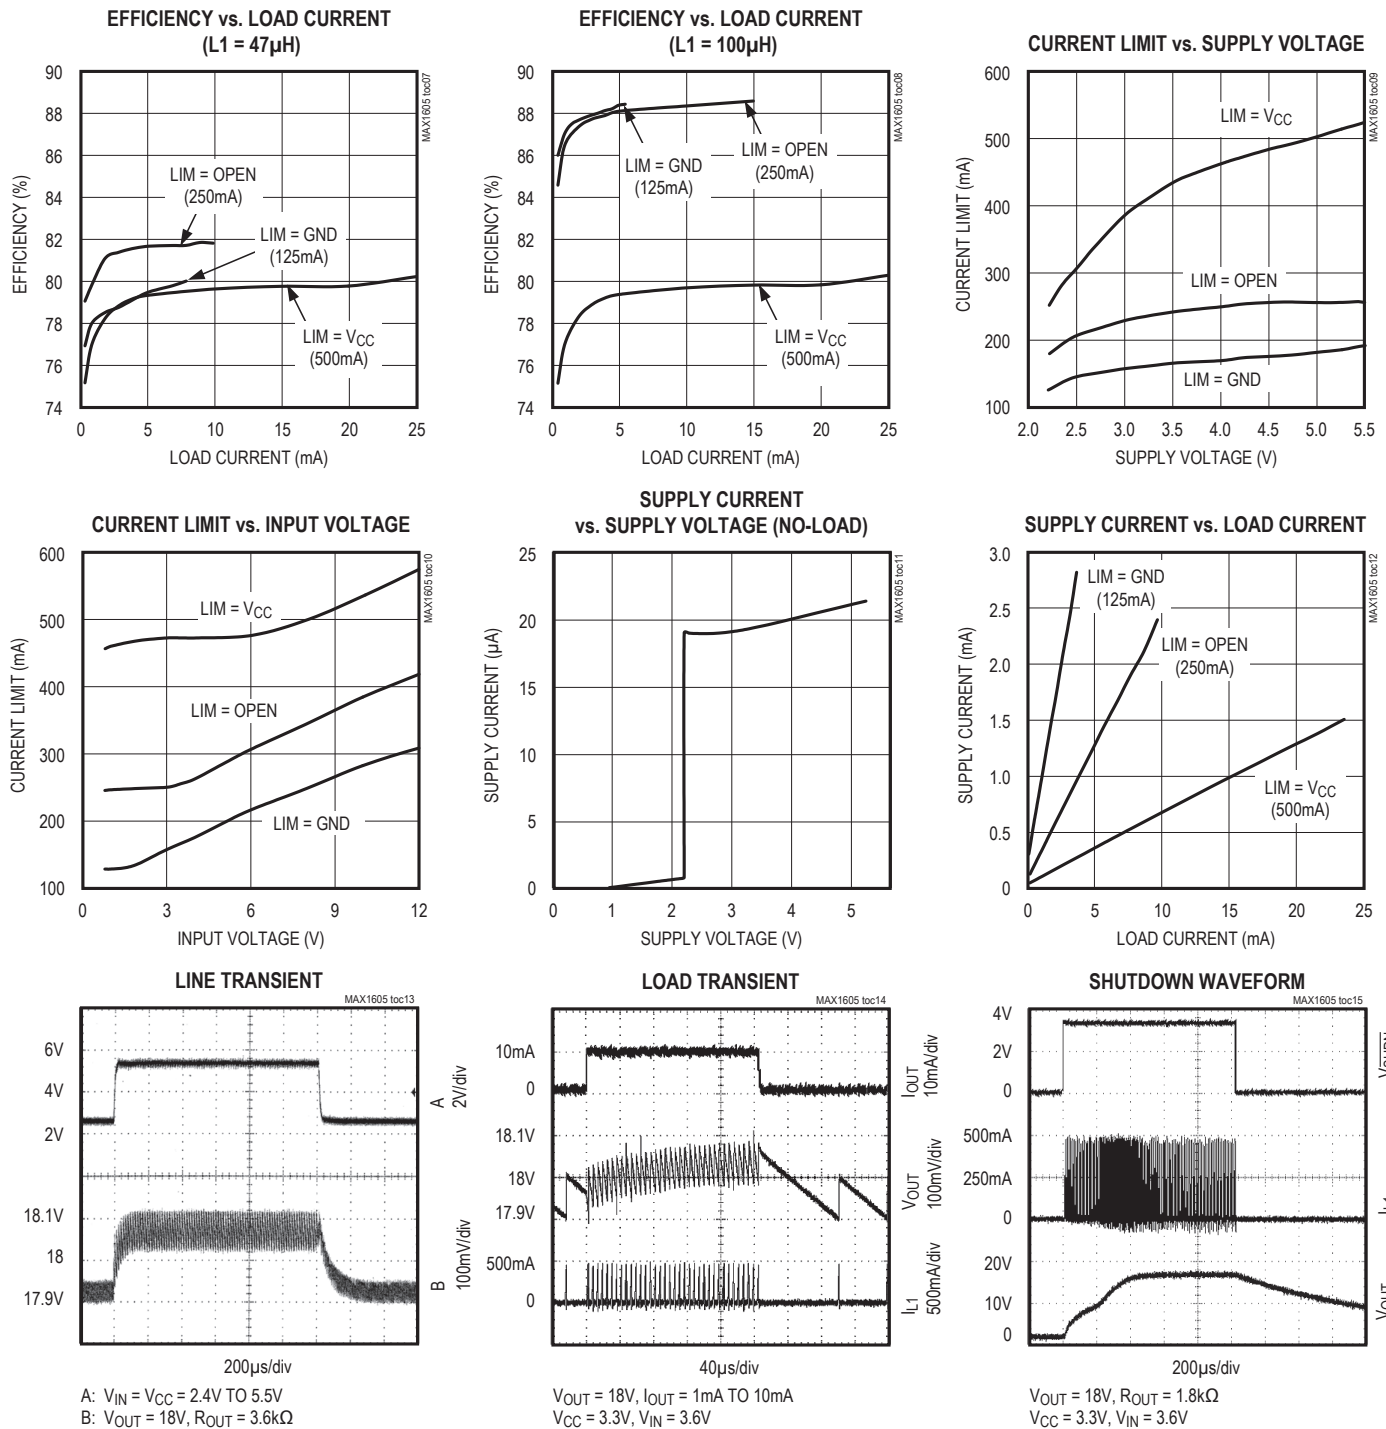 EFFICIENCY vs. LOAD CURRENT
(L1 = 47µH)
MAX1605 toc07
EFFICIENCY (%)
90
88
86
84
82
80
78
76
74
LIM = OPEN
(250mA)
LIM = GND
(125mA)
LIM = VCC
(500mA)
0 5 10 15 20 25
LOAD CURRENT (mA)
EFFICIENCY vs. LOAD CURRENT
(L1 = 100µH)
MAX1605 toc08
EFFICIENCY (%)
90
88
86
84
82
80
78
76
74
LIM = OPEN
(250mA)
LIM = GND
(125mA)
LIM = VCC
(500mA)
0 5 10 15 20 25
LOAD CURRENT (mA)
CURRENT LIMIT vs. SUPPLY VOLTAGE
MAX1605 toc09
CURRENT LIMIT (mA)
600
500
400
300
200
100
LIM = VCC
LIM = OPEN
LIM = GND
2.0 2.5 3.0 3.5 4.0 4.5 5.0 5.5
SUPPLY VOLTAGE (V)
CURRENT LIMIT vs. INPUT VOLTAGE
MAX1605 toc10
CURRENT LIMIT (mA)
600
500
400
300
200
100
LIM = VCC
LIM = OPEN
LIM = GND
0 3 6 9 12
INPUT VOLTAGE (V)
SUPPLY CURRENT
vs. SUPPLY VOLTAGE (NO-LOAD)
MAX1605 toc11
SUPPLY CURRENT (µA)
25
20
15
10
5
0
0 1 2 3 4 5
SUPPLY VOLTAGE (V)
SUPPLY CURRENT vs. LOAD CURRENT
MAX1605 toc12
SUPPLY CURRENT (mA)
3.0
2.5
2.0
1.5
1.0
0.5
0
LIM = GND
(125mA)
LIM = OPEN
(250mA)
LIM = VCC
(500mA)
0 5 10 15 20 25
LOAD CURRENT (mA)
LINE TRANSIENT
MAX1605 toc13
6V
4V
2V
18.1V
18
17.9V
A
2V/div
B
100mV/div
200µs/div
A: VIN = VCC = 2.4V TO 5.5V
B: VOUT = 18V, ROUT = 3.6kΩ
LOAD TRANSIENT
MAX1605 toc14
10mA
0
18.1V
18V
17.9V
500mA
0
IOUT
10mA/div
VOUT
100mV/div
IL1
500mA/div
40µs/div
VOUT = 18V, IOUT = 1mA TO 10mA
VCC = 3.3V, VIN = 3.6V
SHUTDOWN WAVEFORM
MAX1605 toc15
4V
2V
0
500mA
250mA
0
20V
10V
0
VOUT
200µs/div
VOUT = 18V, ROUT = 1.8kΩ
VCC = 3.3V, VIN = 3.6V